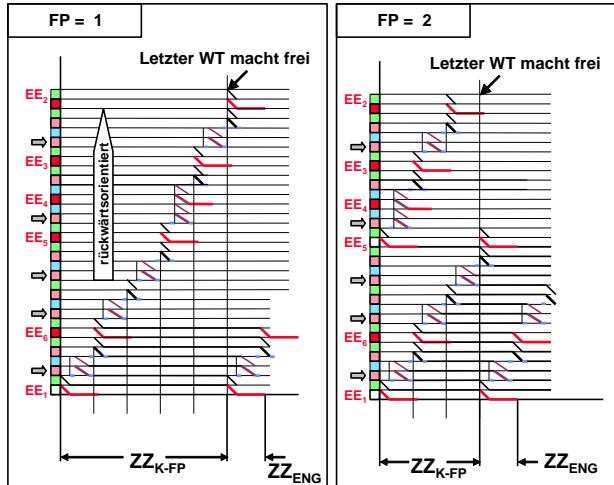 FP = 1
Letzter WT macht frei
EE2
EE3
EE4
EE5
EE6
EE1
rückwärtsorientiert
ZZK-FP
ZZENG
FP = 2
Letzter WT macht frei
EE2
EE3
EE4
EE5
EE6
EE1
ZZK-FP
ZZENG